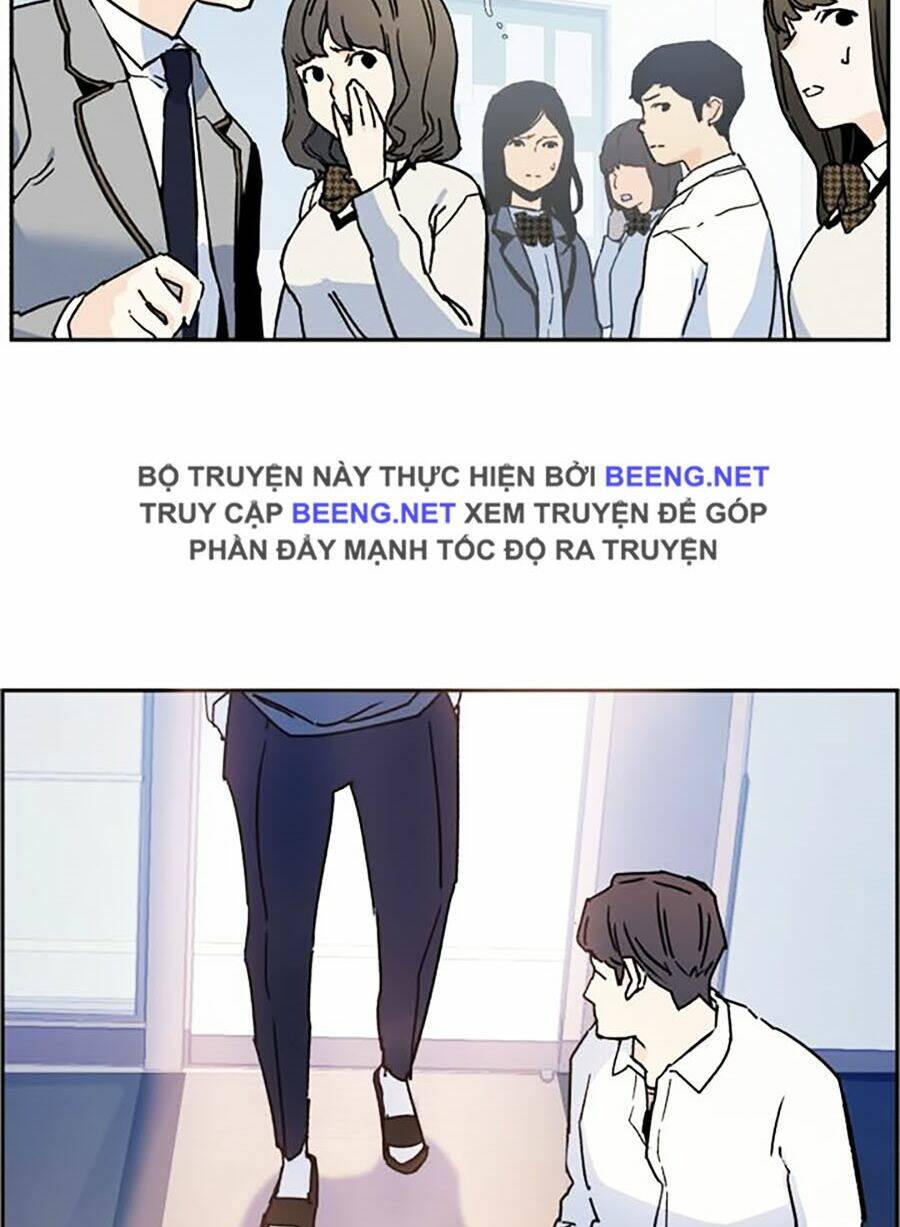 BỘ TRUYỆN NÀY THỰC HIỆN BỞI BEENG.NET
TRUY CẬP BEENG.NET XEM TRUYỆN ĐỂ GÓP
PHẦN ĐẨY MẠNH TỐC ĐỘ RA TRUYỆN